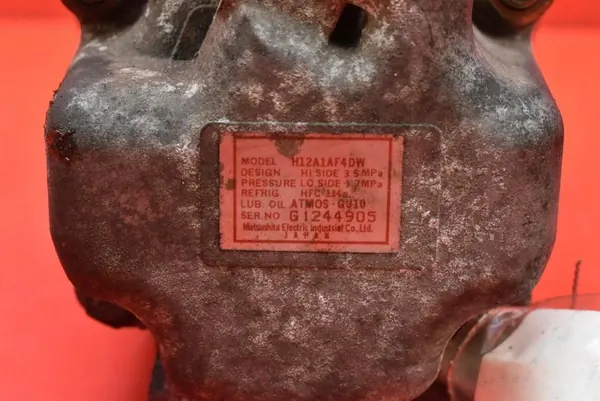 MODEL H12A1AF4DW
DESIGN HI SIDE 3.5MPa
PRESSURE LO SIDE 1.7MPa
REFRIG HFC-134a
LUB. OIL ATMOS-GU10
SER. NO G1244905
Matsushita Electric Industrial Co., Ltd.
JAPAN